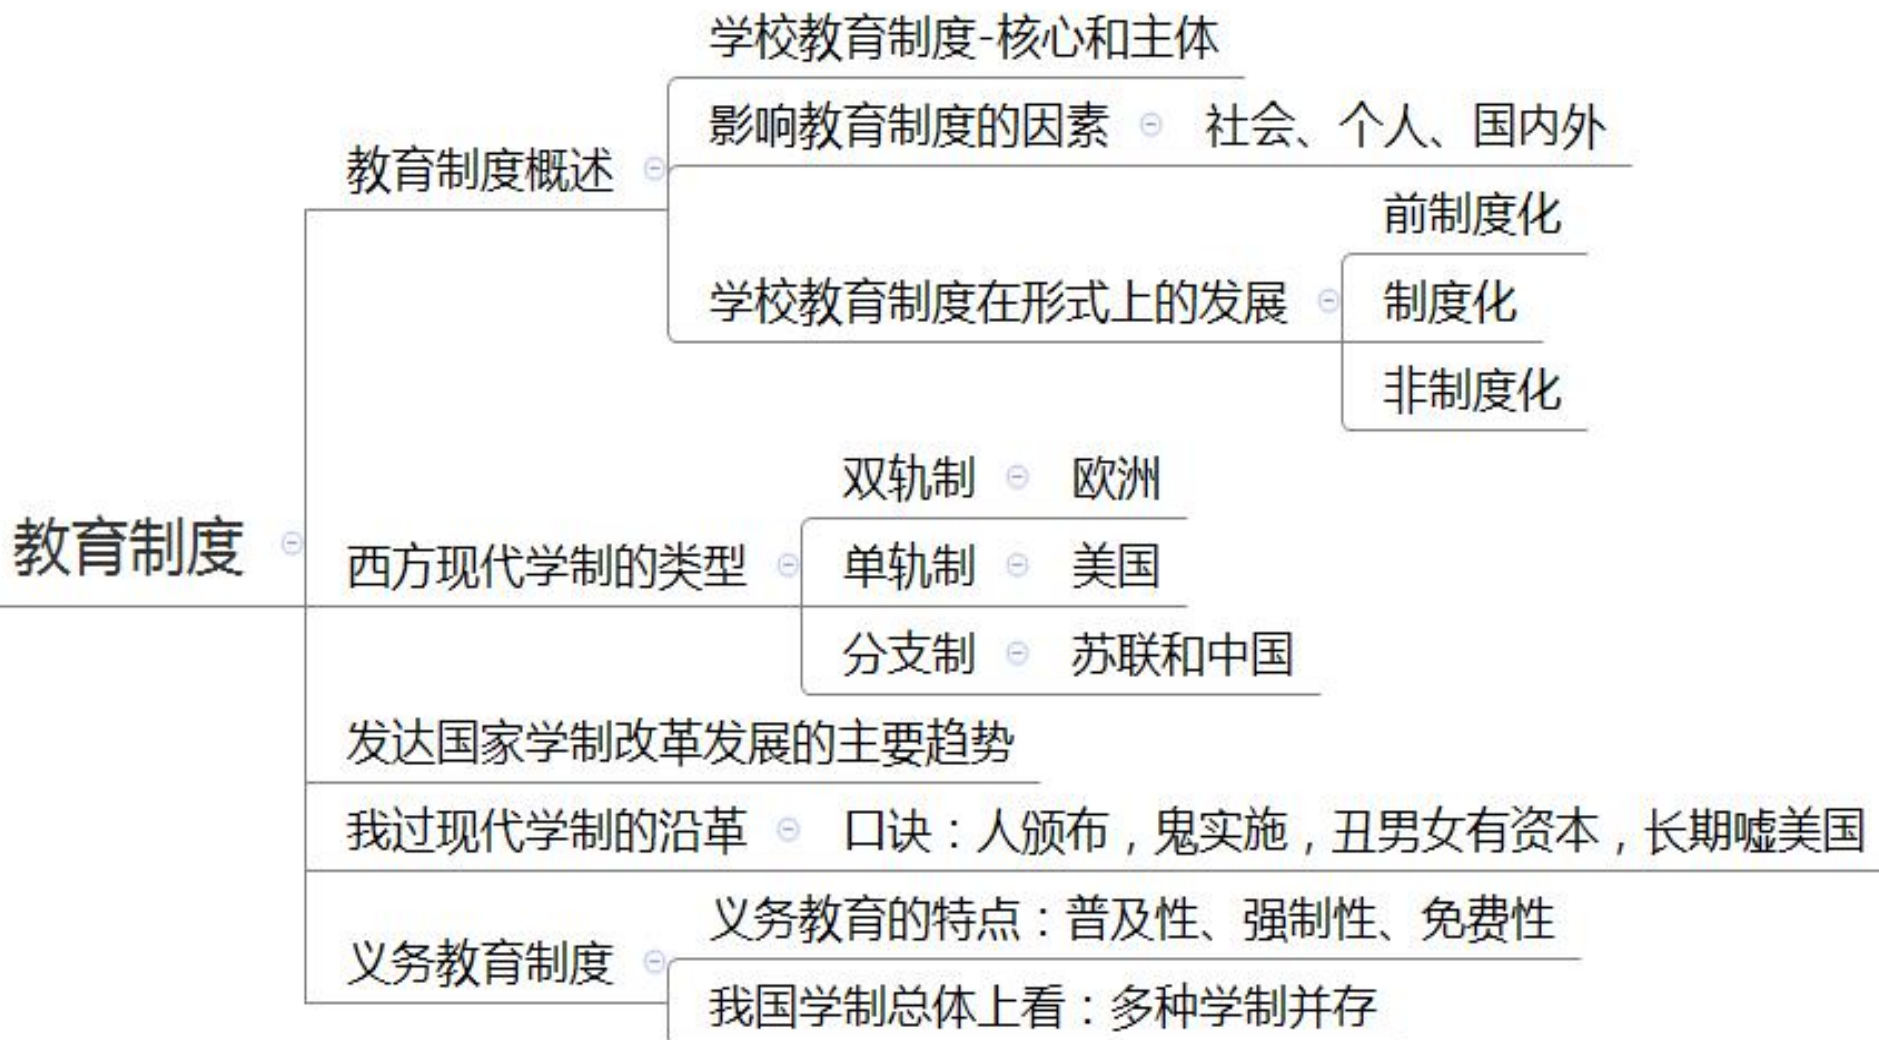 学校教育制度-核心和主体
影响教育制度的因素 社会、个人、国内外
教育制度概述
前制度化
学校教育制度在形式上的发展 制度化
非制度化
双轨制 欧洲
教育制度
西方现代学制的类型 单轨制 美国
分支制 苏联和中国
发达国家学制改革发展的主要趋势
我过现代学制的沿革 口诀：人颁布，鬼实施，丑男女有资本，长期嘘美国
义务教育的特点：普及性、强制性、免费性
义务教育制度
我国学制总体上看：多种学制并存